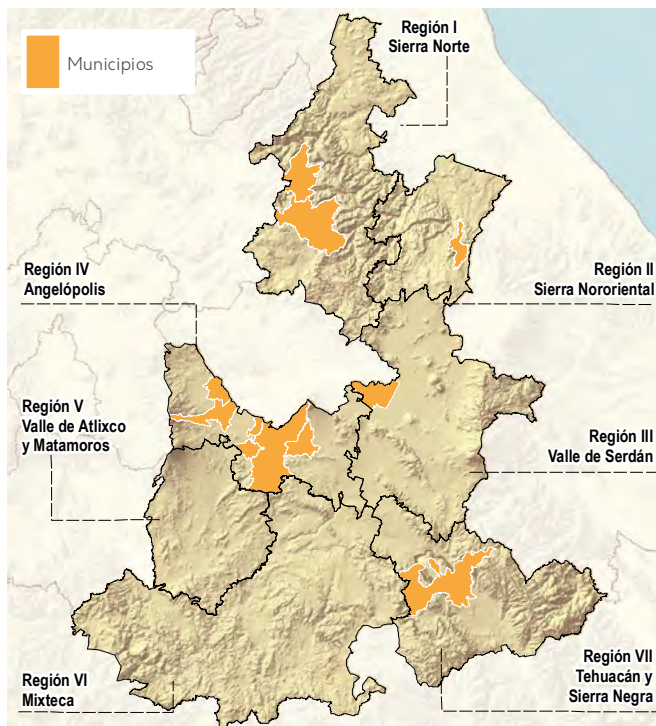 Municipios
Región I
Sierra Norte
Región IV
Angelópolis
Región II
Sierra Nororiental
Región V
Valle de Atlixco
y Matamoros
Región III
Valle de Serdán
Región VI
Mixteca
Región VII
Tehuacán y
Sierra Negra